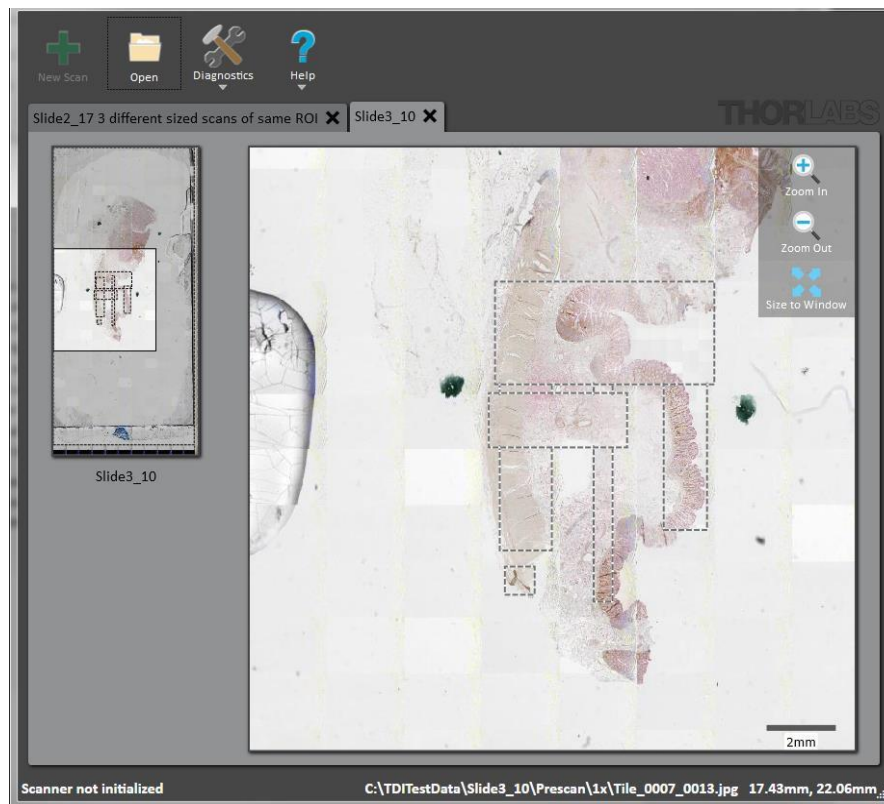 New Scan
Open
Diagnostics
Help
Slide2_17 3 different sized scans of same ROI
Slide3_10
THORLABS
Zoom In
Zoom Out
Size to Window
Slide3_10
2mm
Scanner not initialized
C:\TDITestData\Slide3_10\Prescan\1x\Tile_0007_0013.jpg 17.43mm, 22.06mm